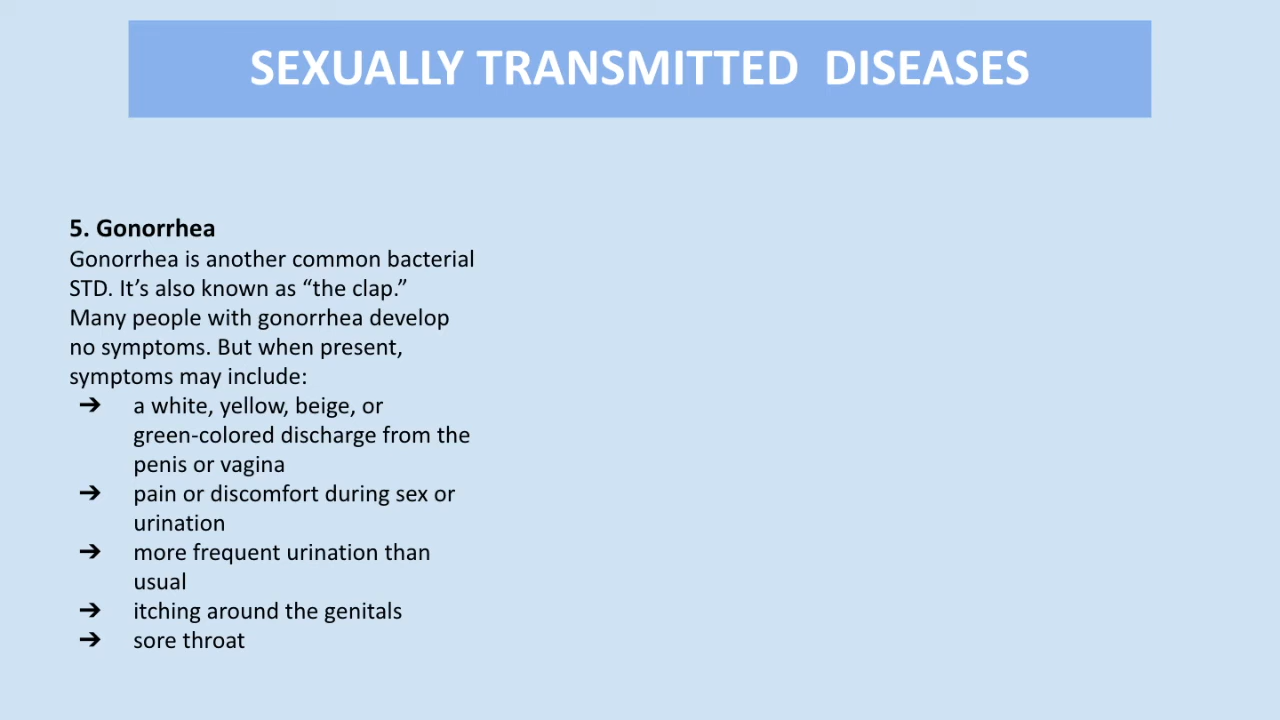 SEXUALLY TRANSMITTED  DISEASES
5. Gonorrhea
Gonorrhea is another common bacterial
STD. It’s also known as “the clap.”
Many people with gonorrhea develop
no symptoms. But when present,
symptoms may include:
➔ a white, yellow, beige, or
green-colored discharge from the
penis or vagina
➔ pain or discomfort during sex or
urination
➔ more frequent urination than
usual
➔ itching around the genitals
➔ sore throat